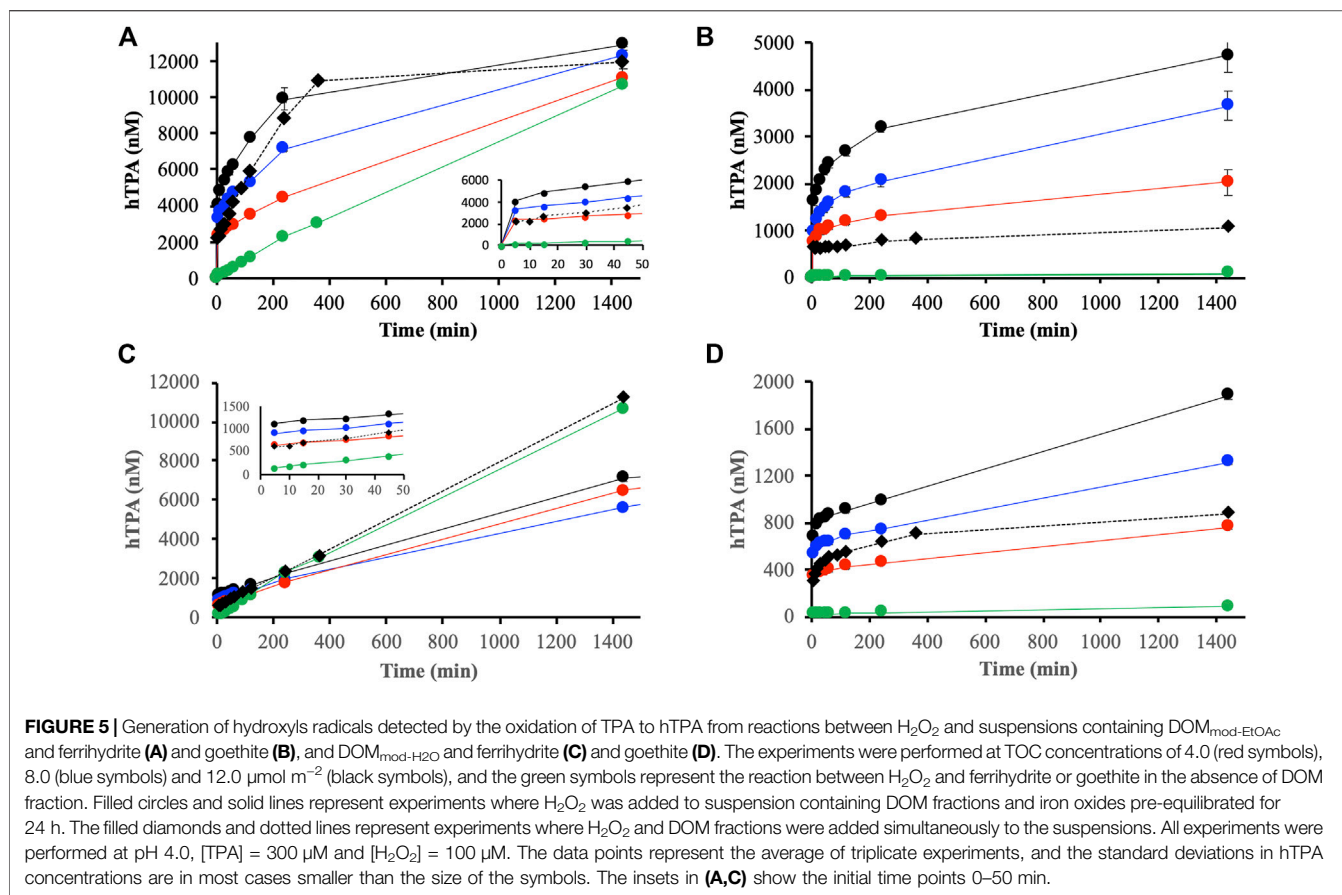 A
12000
10000
8000
6000
4000
2000
0
hTPA (nM)
0 200 400 600 800 1000 1200 1400
Time (min)
6000
4000
2000
0
0 10 20 30 40 50
B
5000
4000
3000
2000
1000
0
hTPA (nM)
0 200 400 600 800 1000 1200 1400
Time (min)
C
12000
10000
8000
6000
4000
2000
0
hTPA (nM)
0 200 400 600 800 1000 1200 1400
Time (min)
1500
1000
500
0
0 10 20 30 40 50
D
2000
1600
1200
800
400
0
hTPA (nM)
0 200 400 600 800 1000 1200 1400
Time (min)
FIGURE 5 | Generation of hydroxyls radicals detected by the oxidation of TPA to hTPA from reactions between H₂O₂ and suspensions containing DOMmod-EtOAc
and ferrihydrite (A) and goethite (B), and DOMmod-H2O and ferrihydrite (C) and goethite (D). The experiments were performed at TOC concentrations of 4.0 (red symbols),
8.0 (blue symbols) and 12.0 µmol m⁻² (black symbols), and the green symbols represent the reaction between H₂O₂ and ferrihydrite or goethite in the absence of DOM
fraction. Filled circles and solid lines represent experiments where H₂O₂ was added to suspension containing DOM fractions and iron oxides pre-equilibrated for
24 h. The filled diamonds and dotted lines represent experiments where H₂O₂ and DOM fractions were added simultaneously to the suspensions. All experiments were
performed at pH 4.0, [TPA] = 300 µM and [H₂O₂] = 100 µM. The data points represent the average of triplicate experiments, and the standard deviations in hTPA
concentrations are in most cases smaller than the size of the symbols. The insets in (A,C) show the initial time points 0–50 min.